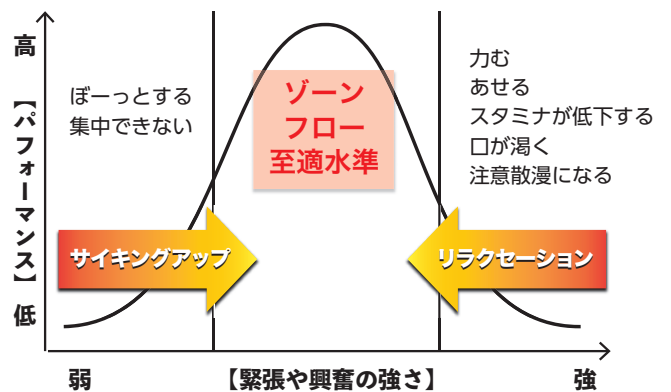 高
【パフォーマンス】
低
ぼーっとする
集中できない
ゾーン
フロー
至適水準
力む
あせる
スタミナが低下する
口が渇く
注意散漫になる
サイキングアップ
リラクセーション
弱
【緊張や興奮の強さ】
強